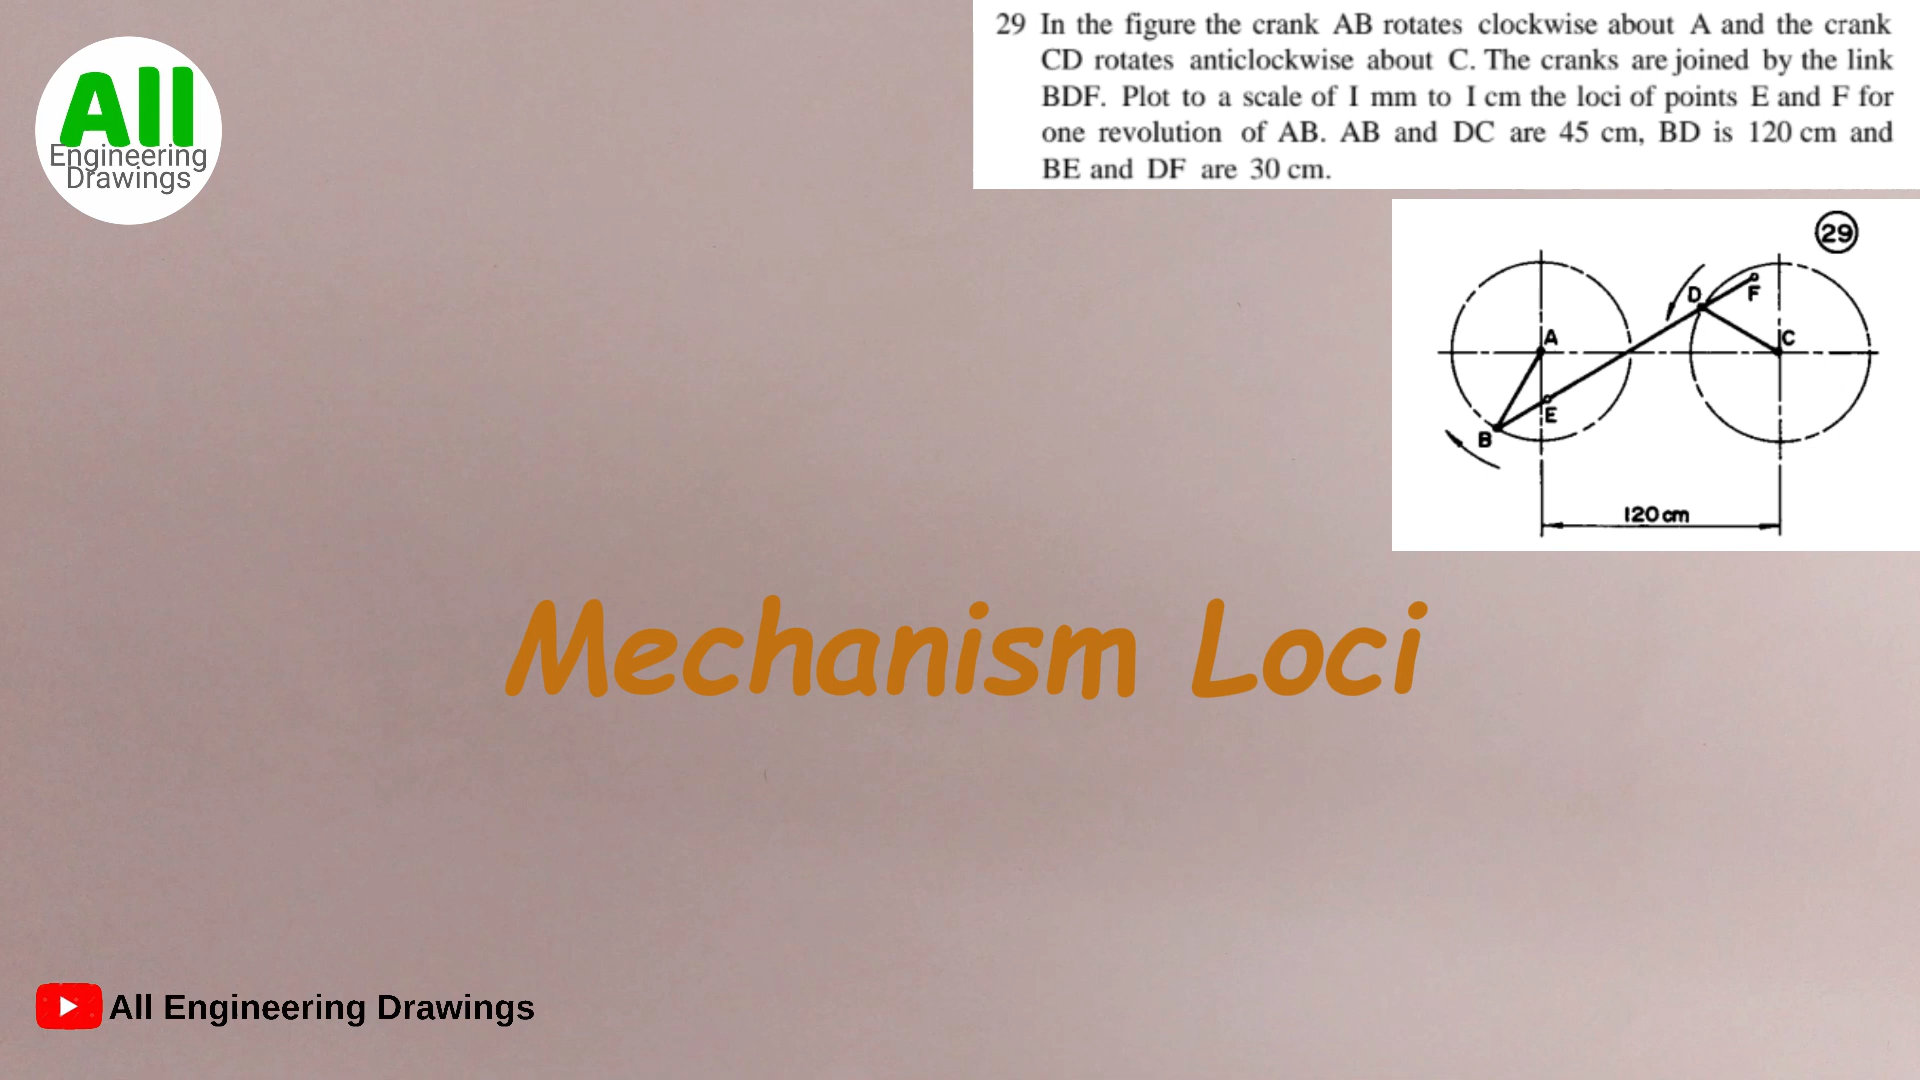 All
Engineering
Drawings
29 In the figure the crank AB rotates clockwise about A and the crank
CD rotates anticlockwise about C. The cranks are joined by the link
BDF. Plot to a scale of I mm to I cm the loci of points E and F for
one revolution of AB. AB and DC are 45 cm, BD is 120 cm and
BE and DF are 30 cm.
29
D
F
A
C
E
B
120 cm
Mechanism Loci
All Engineering Drawings